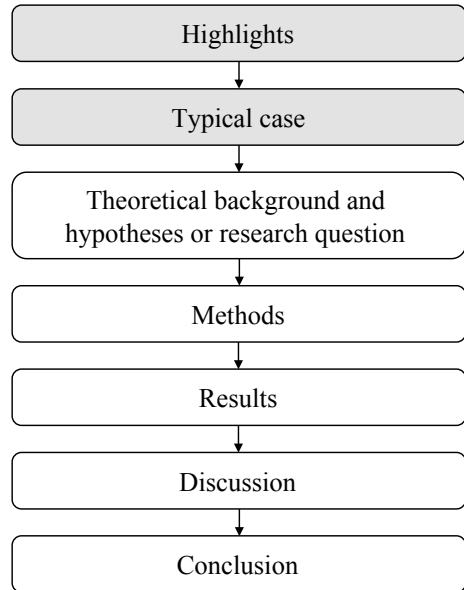 Highlights
Typical case
Theoretical background and
hypotheses or research question
Methods
Results
Discussion
Conclusion